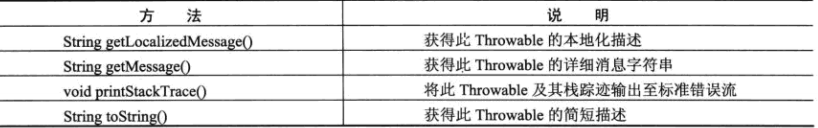 方 法 说 明
String getLocalizedMessage() 获得此 Throwable 的本地化描述
String getMessage() 获得此 Throwable 的详细消息字符串
void printStackTrace() 将此 Throwable 及其栈踪迹输出至标准错误流
String toString() 获得此 Throwable 的简短描述